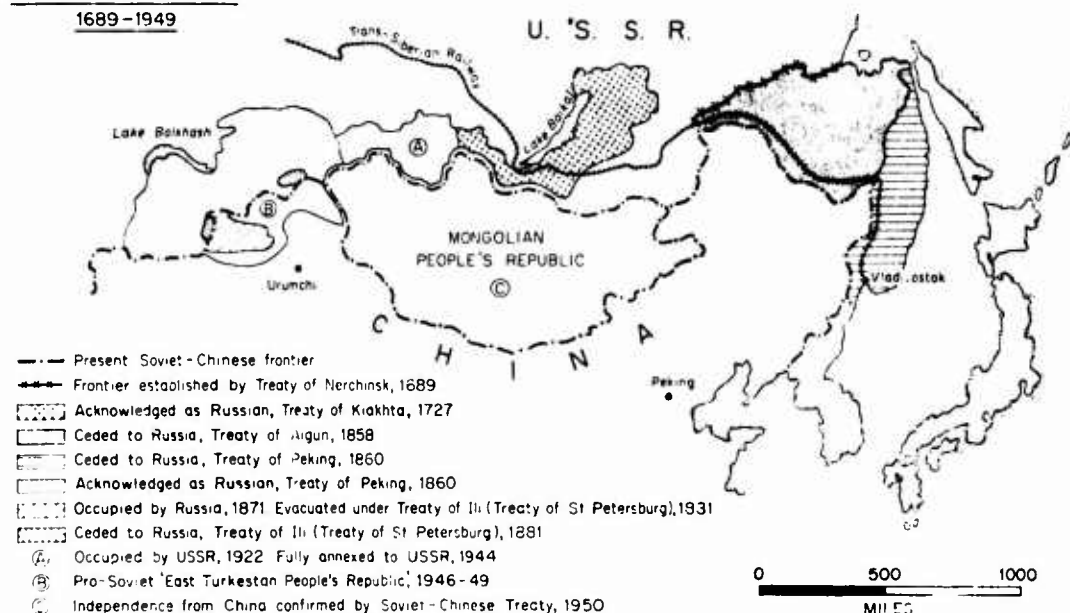 1689-1949
U. S. S. R.
Trans-Siberian Railway
Lake Baikal
Lake Balkhash
A
B
MONGOLIAN
PEOPLE'S REPUBLIC
C
Urumchi
CHINA
Vladivostok
Peking
Present Soviet-Chinese frontier
Frontier established by Treaty of Nerchinsk, 1689
Acknowledged as Russian, Treaty of Kiakhta, 1727
Ceded to Russia, Treaty of Aigun, 1858
Ceded to Russia, Treaty of Peking, 1860
Acknowledged as Russian, Treaty of Peking, 1860
Occupied by Russia, 1871 Evacuated under Treaty of Ili (Treaty of St Petersburg), 1931
Ceded to Russia, Treaty of Ili (Treaty of St Petersburg), 1881
A Occupied by USSR, 1922 Fully annexed to USSR, 1944
B Pro-Soviet 'East Turkestan People's Republic', 1946-49
C Independence from China confirmed by Soviet-Chinese Treaty, 1950
0 500 1000
MILES